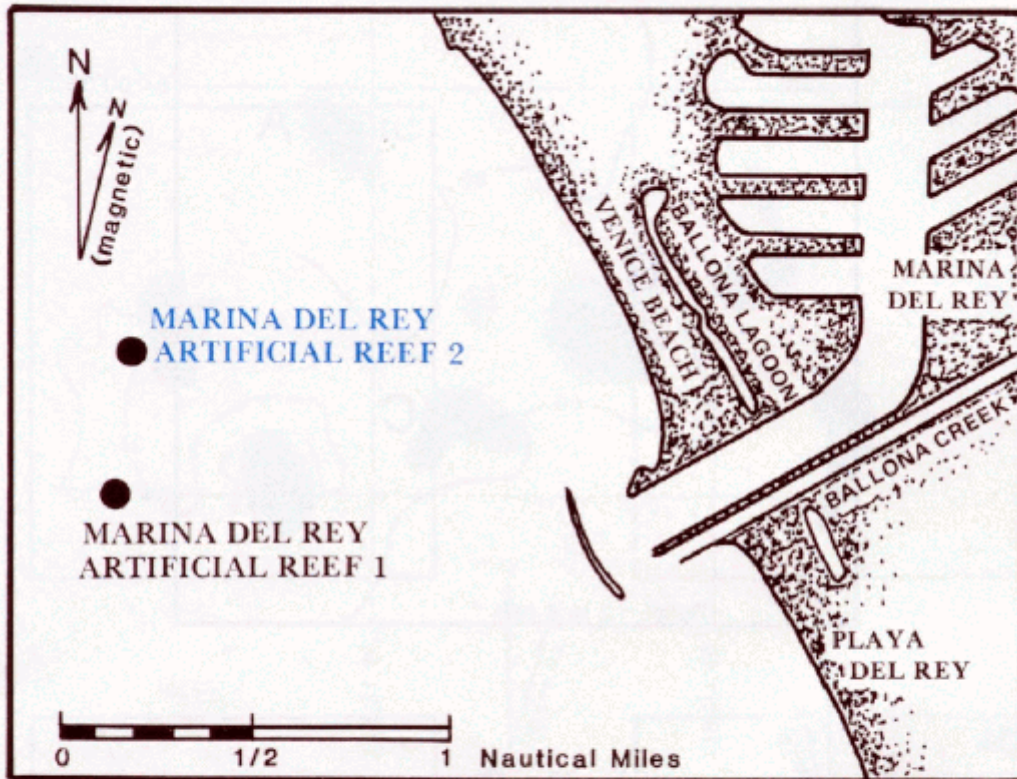 N
N
(magnetic)
VENICE BEACH
BALLONA LAGOON
MARINA
DEL REY
MARINA DEL REY
ARTIFICIAL REEF 2
BALLONA CREEK
MARINA DEL REY
ARTIFICIAL REEF 1
PLAYA
DEL REY
0 1/2 1 Nautical Miles